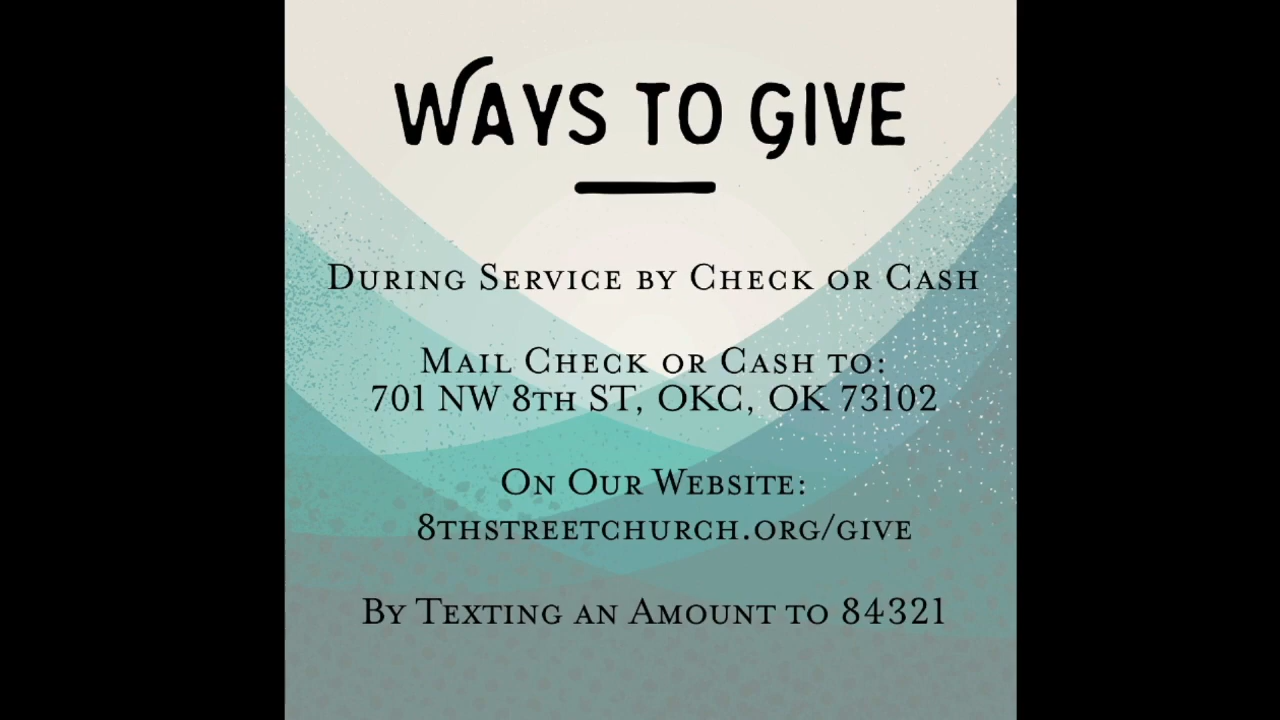 WAYS TO GIVE
DURING SERVICE BY CHECK OR CASH
MAIL CHECK OR CASH TO:
701 NW 8TH ST, OKC, OK 73102
ON OUR WEBSITE:
8THSTREETCHURCH.ORG/GIVE
BY TEXTING AN AMOUNT TO 84321